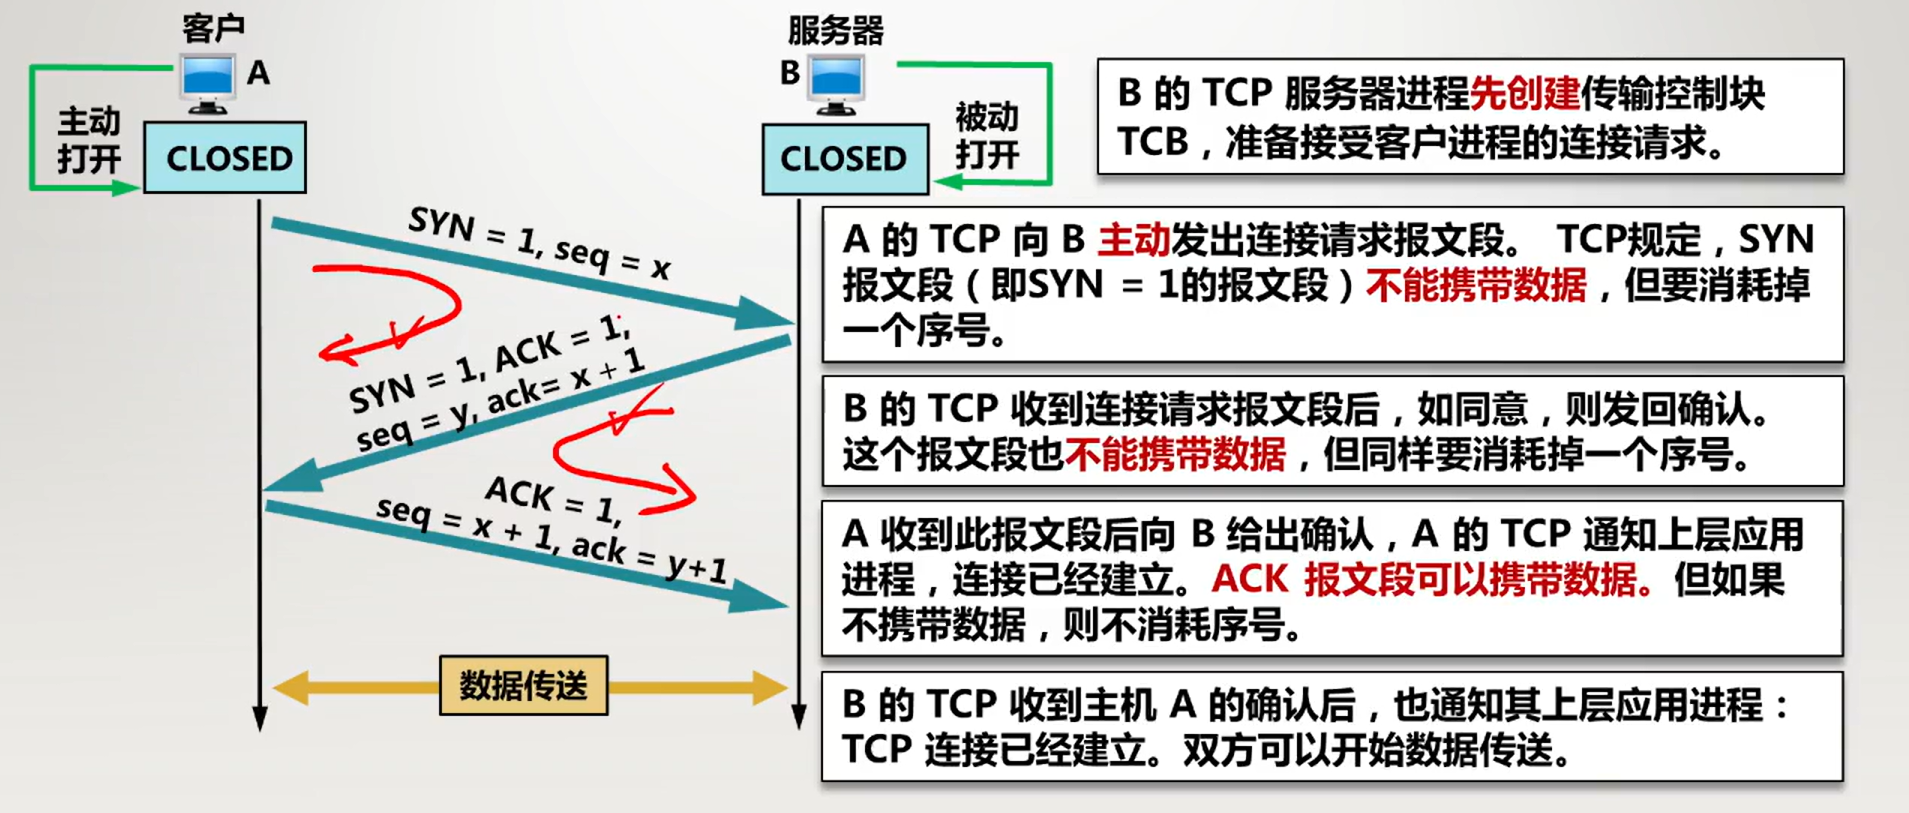 客户
A
主动
打开
CLOSED
服务器
B
被动
打开
CLOSED
B 的 TCP 服务器进程先创建传输控制块
TCB，准备接受客户进程的连接请求。
SYN = 1, seq = x
A 的 TCP 向 B 主动发出连接请求报文段。 TCP规定，SYN
报文段（即SYN = 1的报文段）不能携带数据，但要消耗掉
一个序号。
SYN = 1, ACK = 1,
seq = y, ack= x + 1
B 的 TCP 收到连接请求报文段后，如同意，则发回确认。
这个报文段也不能携带数据，但同样要消耗掉一个序号。
ACK = 1,
seq = x + 1, ack = y+1
A 收到此报文段后向 B 给出确认，A 的 TCP 通知上层应用
进程，连接已经建立。ACK 报文段可以携带数据。但如果
不携带数据，则不消耗序号。
数据传送
B 的 TCP 收到主机 A 的确认后，也通知其上层应用进程：
TCP 连接已经建立。双方可以开始数据传送。